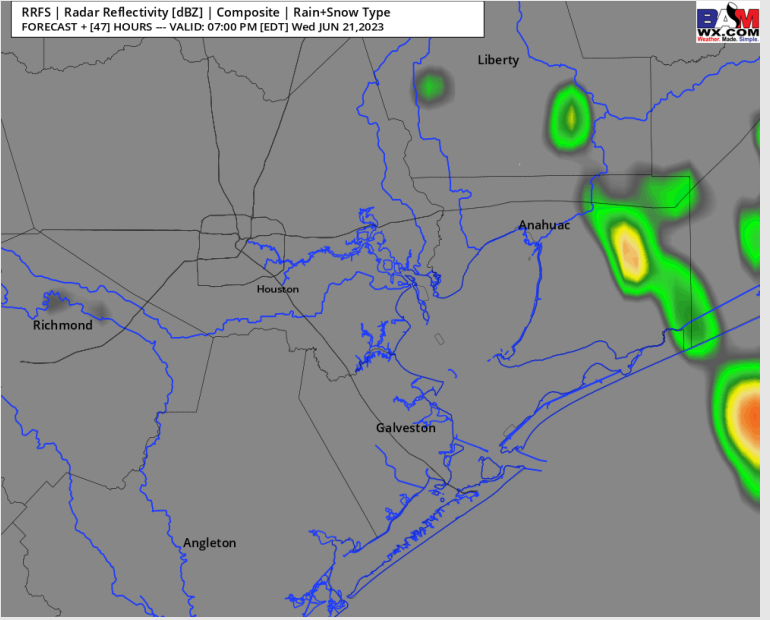 RRFS | Radar Reflectivity [dBZ] | Composite | Rain+Snow Type
FORECAST + [47] HOURS --- VALID: 07:00 PM [EDT] Wed JUN 21,2023
BAM
WX.COM
Weather. Made. Simple.
Liberty
Anahuac
Houston
Richmond
Galveston
Angleton